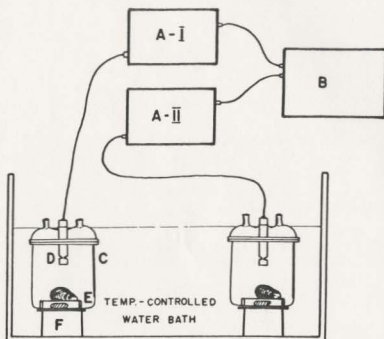 A-I
B
A-II
D
C
E
F
TEMP.-CONTROLLED
WATER BATH